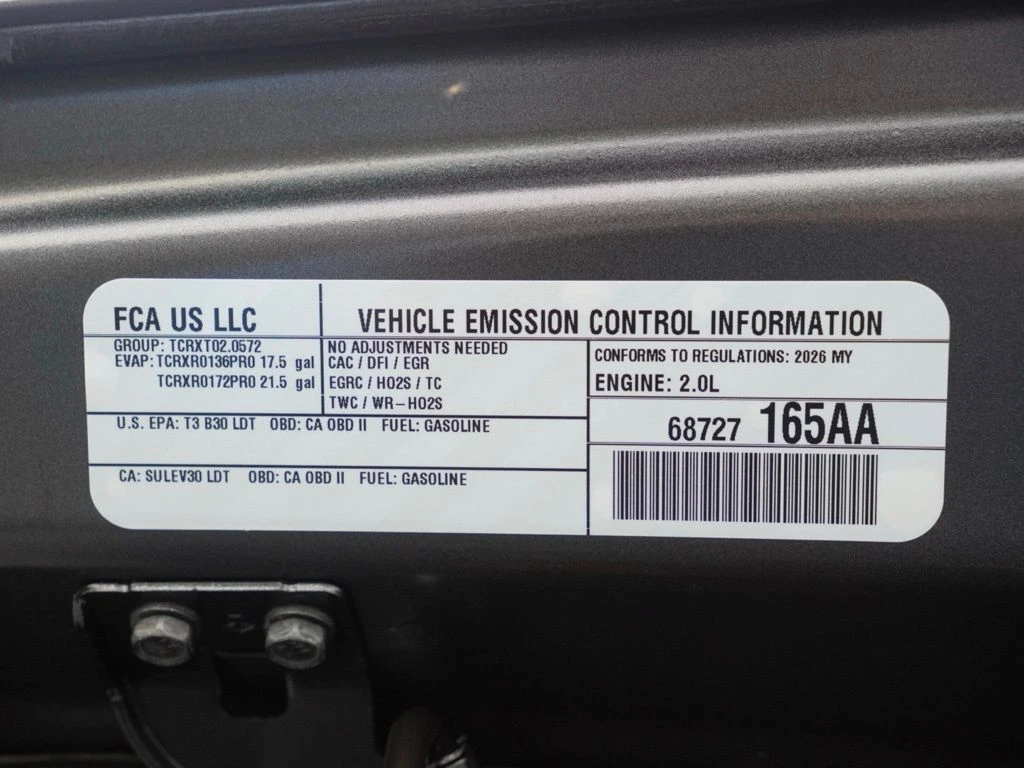 FCA US LLC
VEHICLE EMISSION CONTROL INFORMATION
GROUP: TCRXT02.0572
EVAP: TCRXR0136PR0 17.5 gal
TCRXR0172PR0 21.5 gal
NO ADJUSTMENTS NEEDED
CAC / DFI / EGR
EGRC / HO2S / TC
TWC / WR-HO2S
CONFORMS TO REGULATIONS: 2026 MY
ENGINE: 2.0L
68727 165AA
U.S. EPA: T3 B30 LDT OBD: CA OBD II FUEL: GASOLINE
CA: SULEV30 LDT OBD: CA OBD II FUEL: GASOLINE